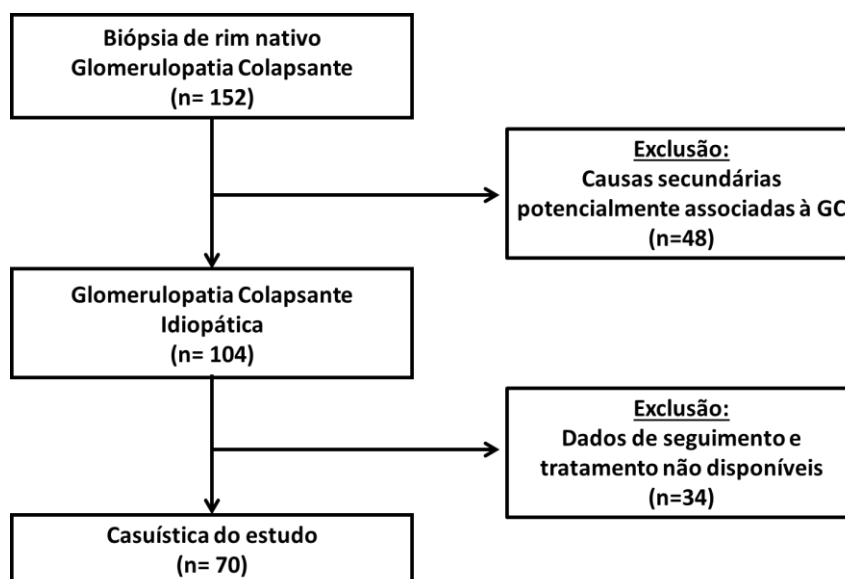 Biópsia de rim nativo
Glomerulopatia Colapsante
(n= 152)
Exclusão:
Causas secundárias
potencialmente associadas à GC
(n=48)
Glomerulopatia Colapsante
Idiopática
(n= 104)
Exclusão:
Dados de seguimento e
tratamento não disponíveis
(n=34)
Casuística do estudo
(n= 70)